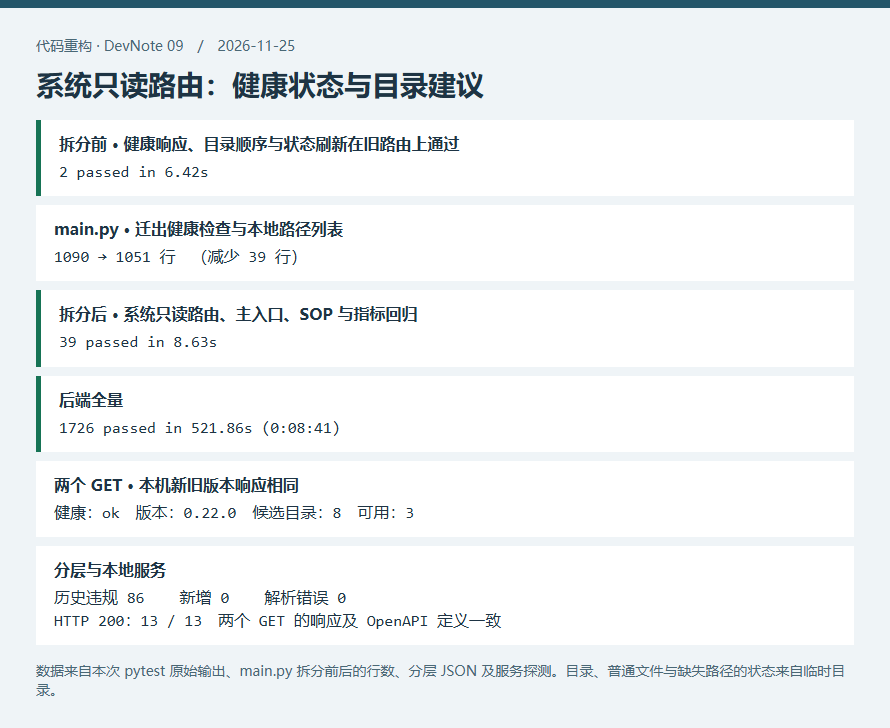 代码重构 · DevNote 09 / 2026-11-25
系统只读路由：健康状态与目录建议
拆分前 • 健康响应、目录顺序与状态刷新在旧路由上通过
2 passed in 6.42s
main.py • 迁出健康检查与本地路径列表
1090 → 1051 行 （减少 39 行）
拆分后 • 系统只读路由、主入口、SOP 与指标回归
39 passed in 8.63s
后端全量
1726 passed in 521.86s (0:08:41)
两个 GET • 本机新旧版本响应相同
健康：ok 版本：0.22.0 候选目录：8 可用：3
分层与本地服务
历史违规 86 新增 0 解析错误 0
HTTP 200：13 / 13 两个 GET 的响应及 OpenAPI 定义一致
数据来自本次 pytest 原始输出、main.py 拆分前后的行数、分层 JSON 及服务探测。目录、普通文件与缺失路径的状态来自临时目
录。